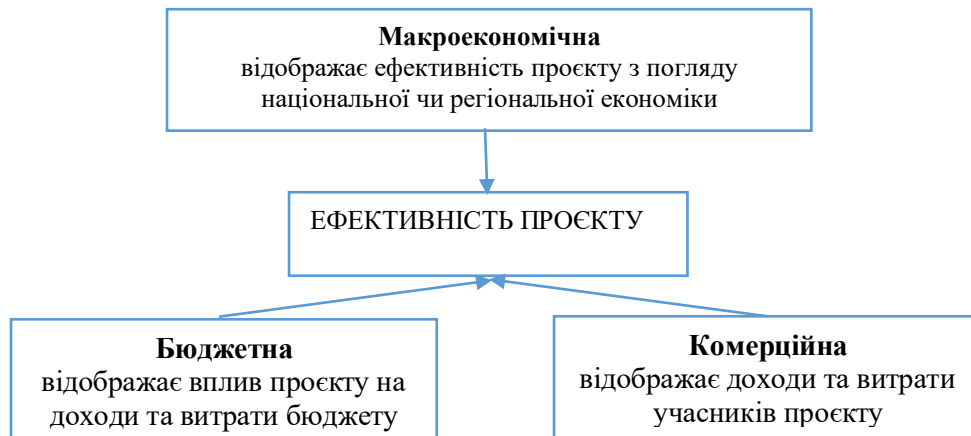 Макроекономічна
відображає ефективність проєкту з погляду
національної чи регіональної економіки
ЕФЕКТИВНІСТЬ ПРОЄКТУ
Бюджетна
відображає вплив проєкту на
доходи та витрати бюджету
Комерційна
відображає доходи та витрати
учасників проєкту